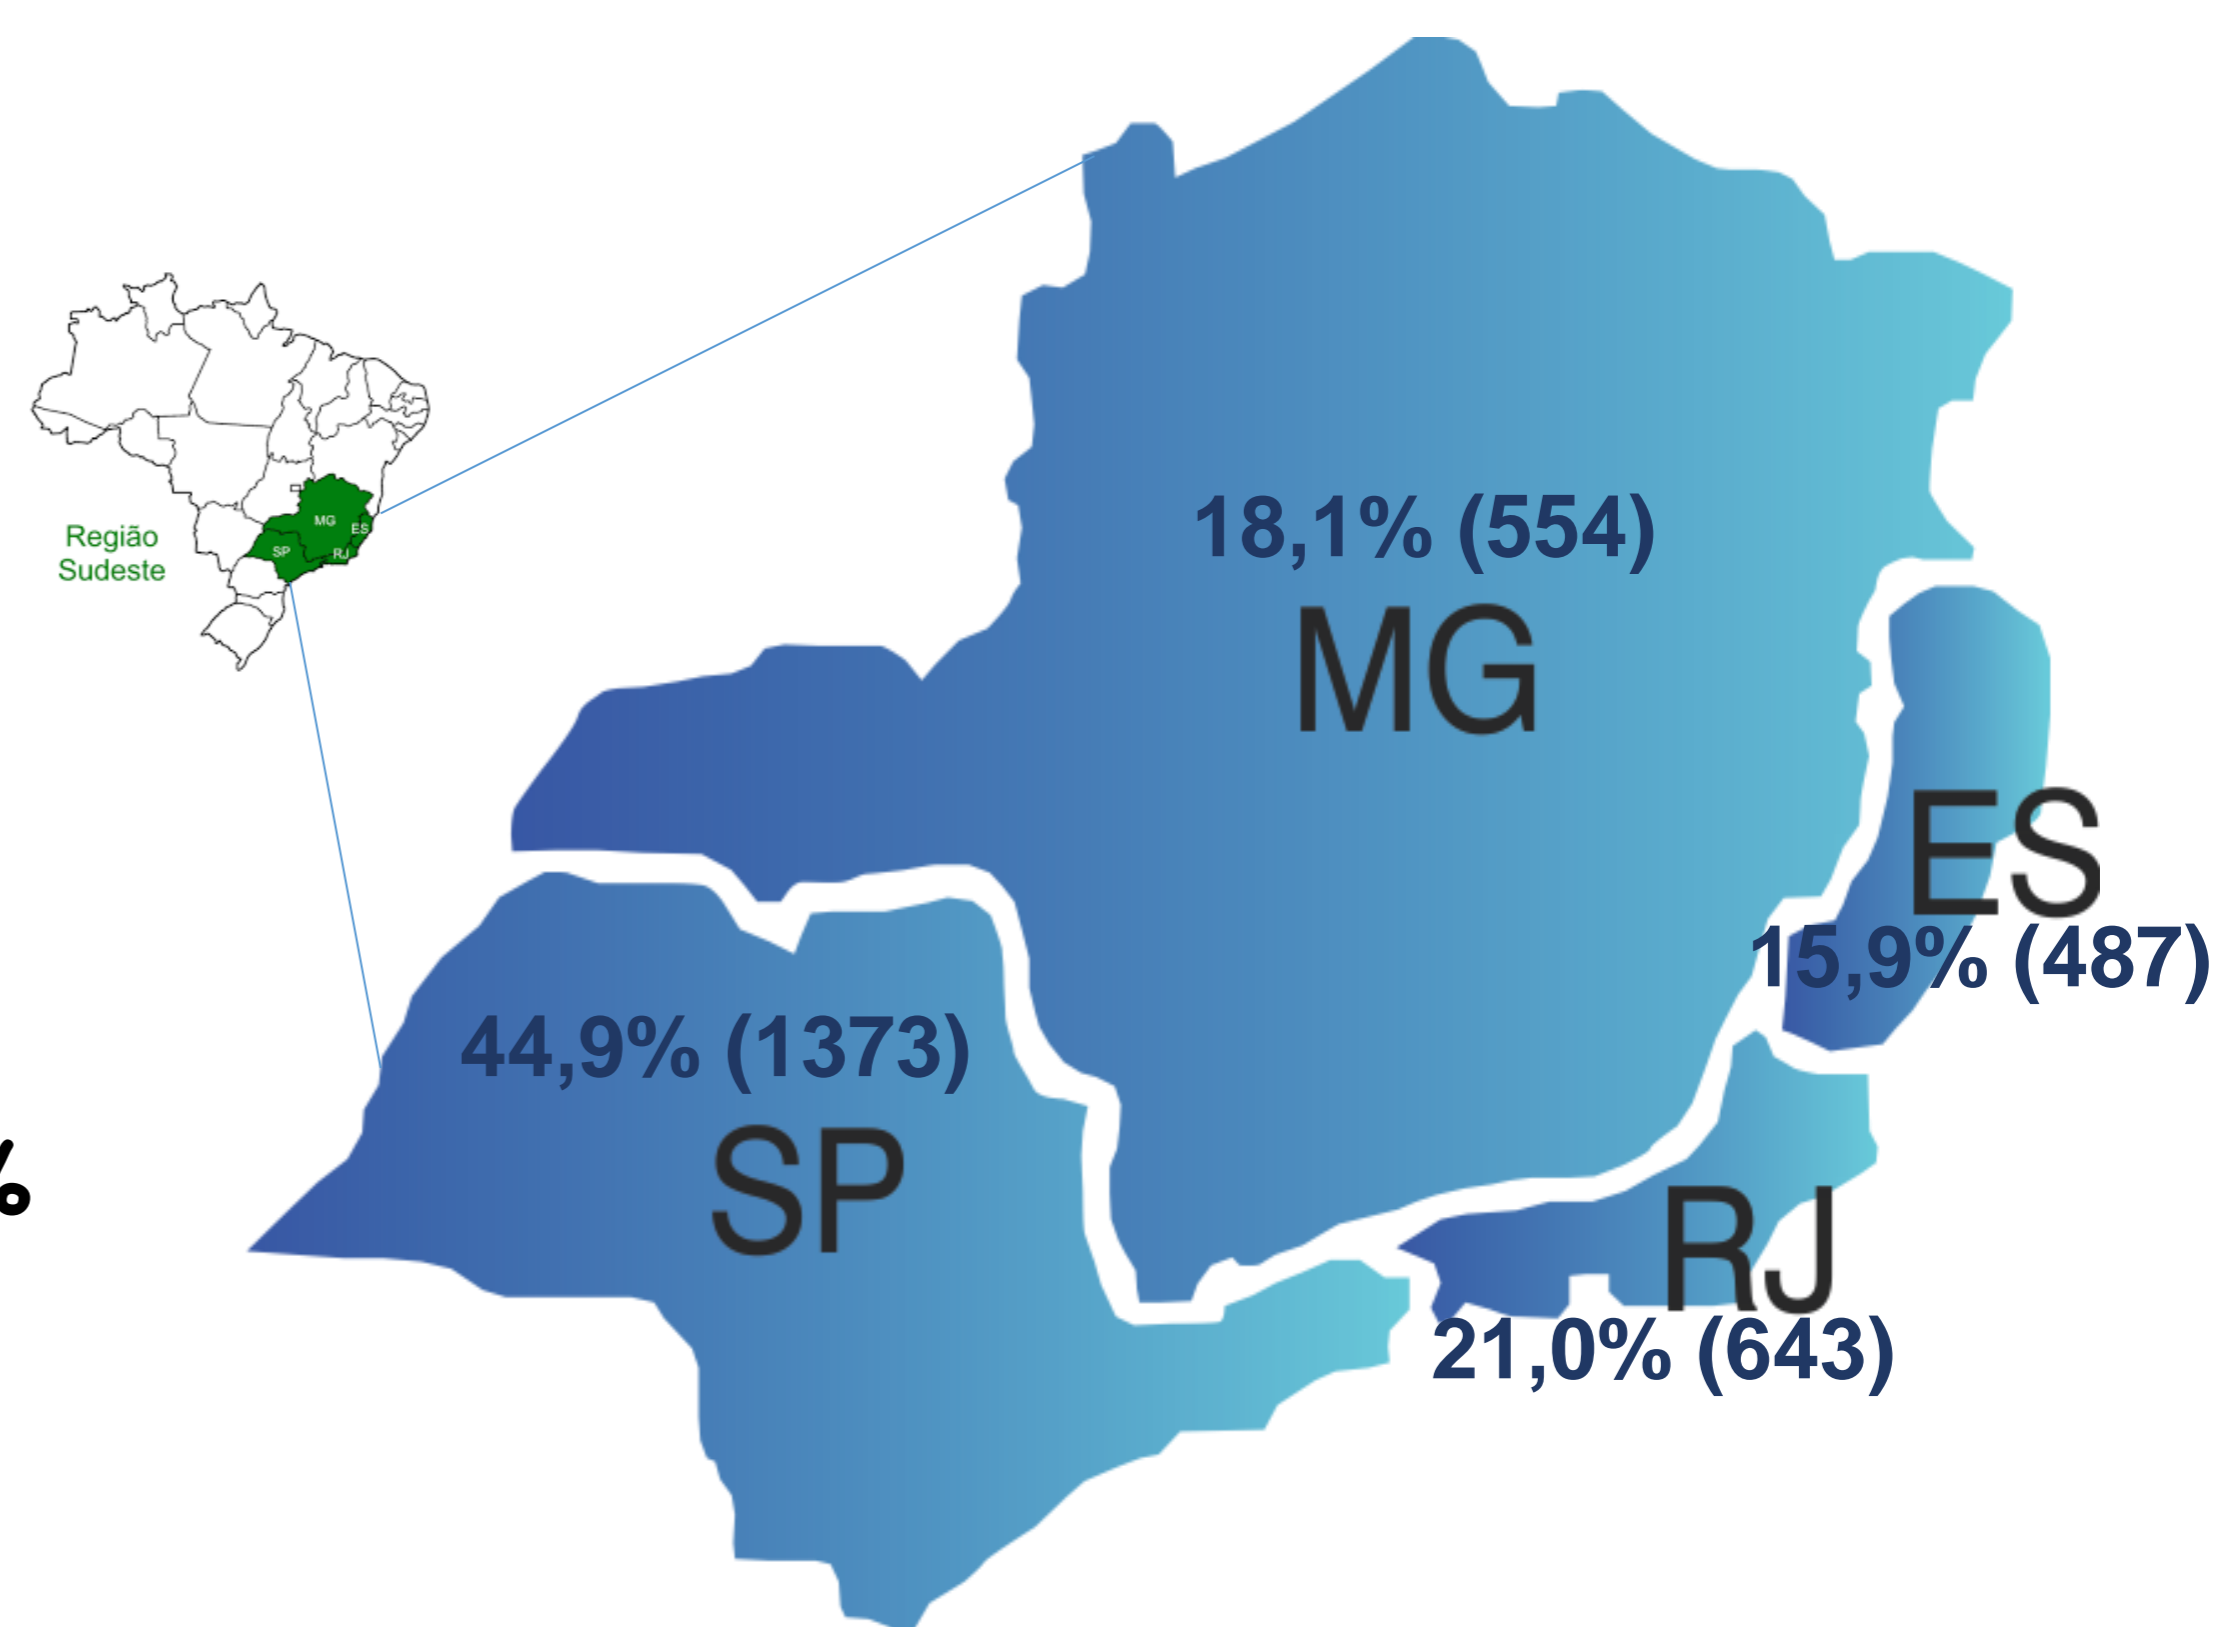 18,1% (554)
MG
MG
ES
Região
Sudeste
SP
RJ
ES
15,9% (487)
44,9% (1373)
SP
%
RJ
21,0% (643)